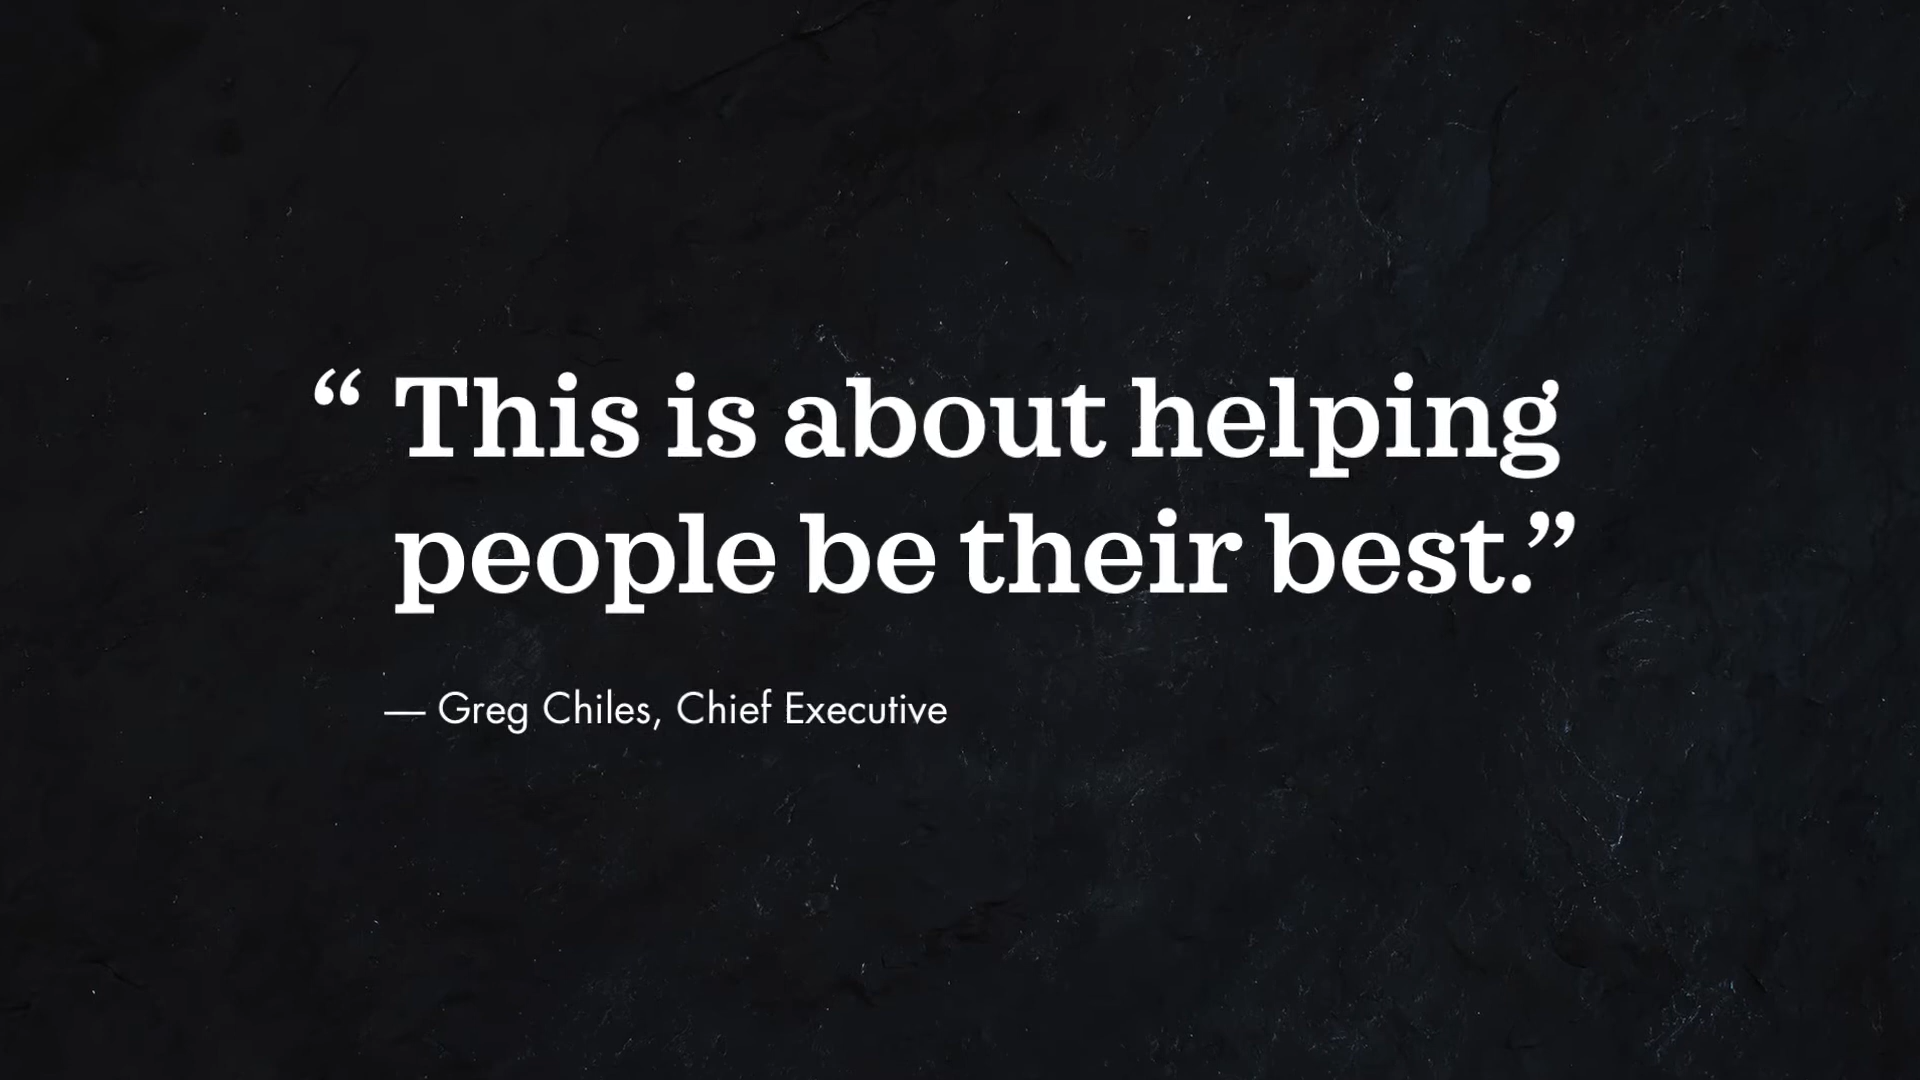 “ This is about helping
people be their best.”
— Greg Chiles, Chief Executive